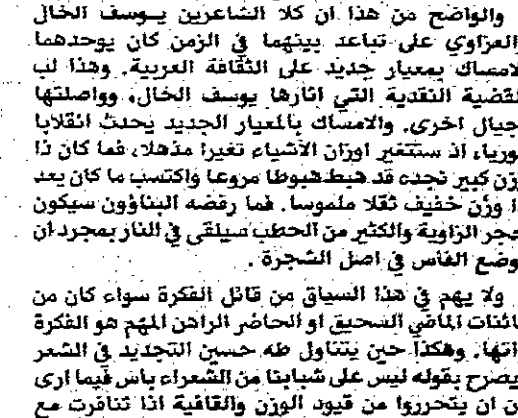 والواضح من هذا ان كلا الشاعرين يوسف الخال
العزاوي على تباعد بينهما في الزمن كان يوحدهما
لامساك بمعيار جديد على الثقافة العربية. وهذا لب
لقضية النقدية التي اثارها يوسف الخال، وواصلتها
جيال اخرى. والامساك بالمعيار الجديد يحدث انقلابا
وريا، اذ ستتغير اوزان الأشياء تغيرا مذهلا، فما كان ذا
زن كبير نجده قد هبط هبوطا مروعا واكتسب ما كان يعد
ا وزن خفيف ثقلا ملموسا. فما رفضه البناؤون سيكون
حجر الزاوية والكثير من الحطب سيلقى في النار بمجرد ان
وضع الفاس في اصل الشجرة .
ولا يهم في هذا السياق من قائل الفكرة سواء كان من
ائنات الماضي السحيق او الحاضر الراهن المهم هو الفكرة
اتها. وهكذا حين يتناول طه حسين التجديد في الشعر
يصرح بقوله ليس على شبابنا من الشعراء باس فيما ارى
ن ان يتحرروا من قيود الوزن والقافية اذا تنافرت مع